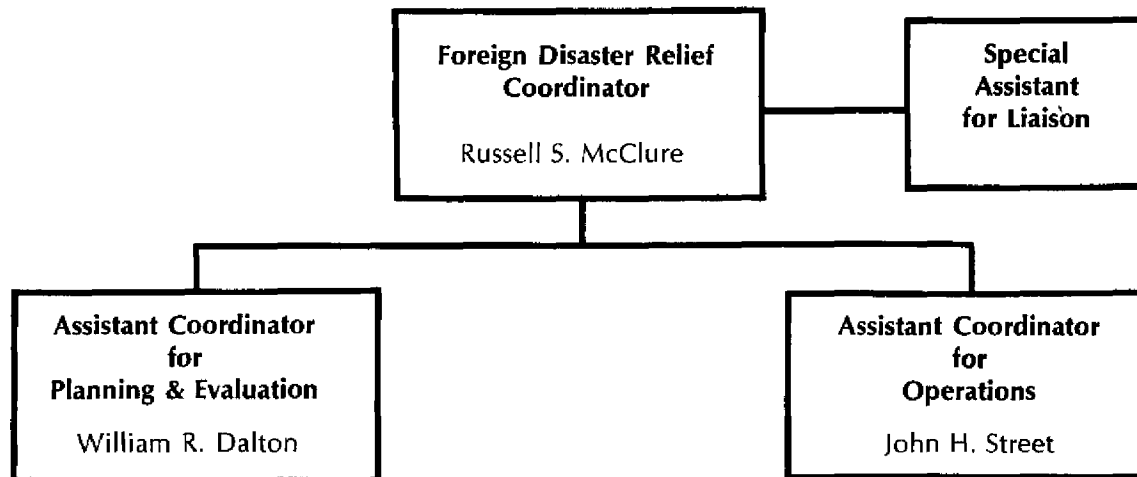 Foreign Disaster Relief
Coordinator
Russell S. McClure
Special
Assistant
for Liaison
Assistant Coordinator
for
Planning & Evaluation
William R. Dalton
Assistant Coordinator
for
Operations
John H. Street